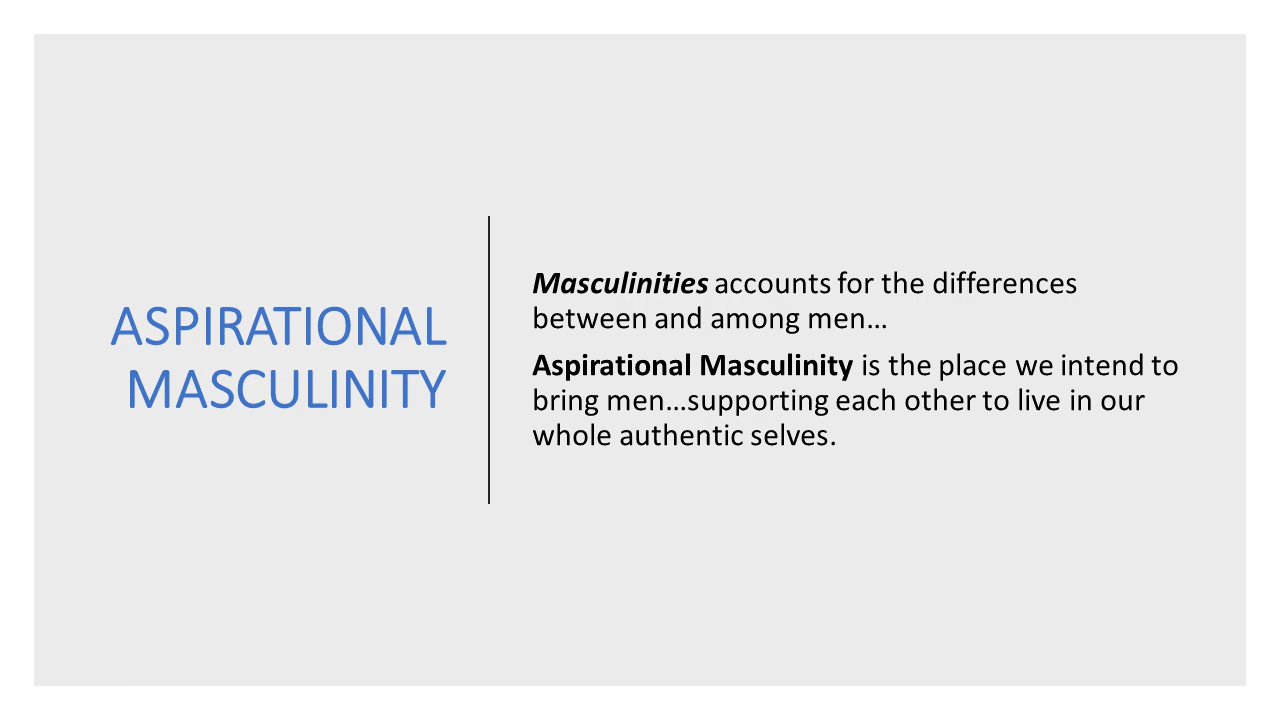 ASPIRATIONAL
MASCULINITY
Masculinities accounts for the differences
between and among men…
Aspirational Masculinity is the place we intend to
bring men…supporting each other to live in our
whole authentic selves.